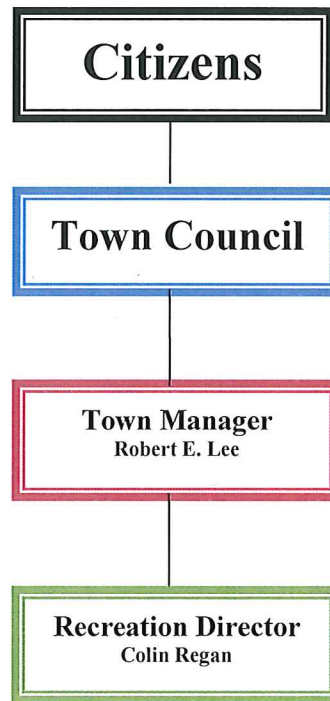 Citizens
Town Council
Town Manager
Robert E. Lee
Recreation Director
Colin Regan